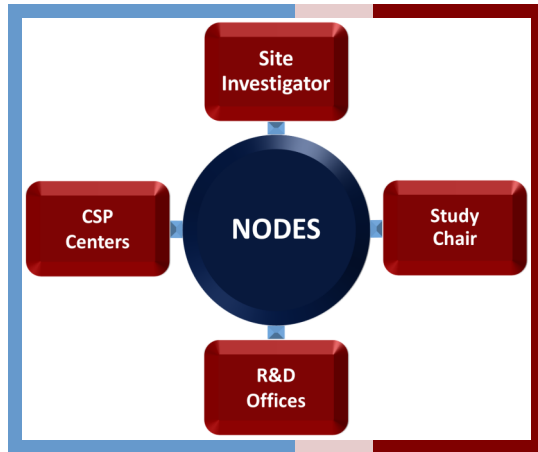 Site
Investigator
CSP
Centers
NODES
Study
Chair
R&D
Offices